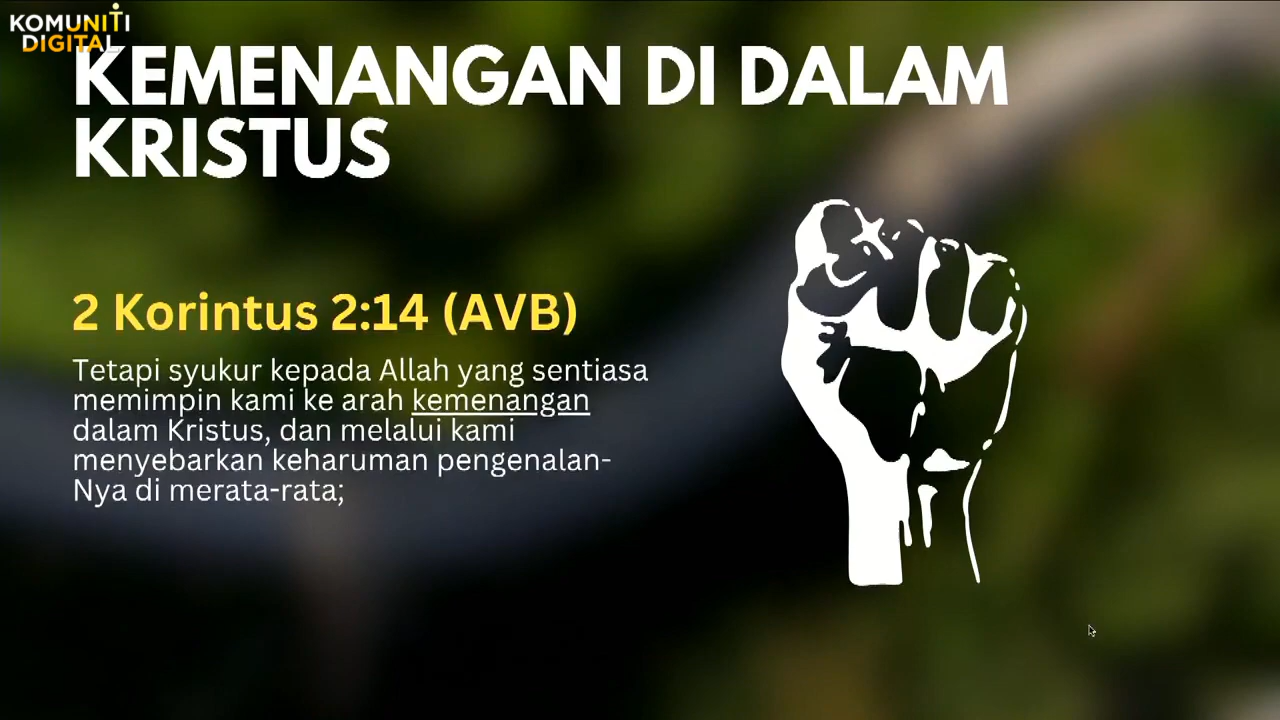 KOMUNITI
DIGITAL
KEMENANGAN DI DALAM
KRISTUS
2 Korintus 2:14 (AVB)
Tetapi syukur kepada Allah yang sentiasa
memimpin kami ke arah kemenangan
dalam Kristus, dan melalui kami
menyebarkan keharuman pengenalan-
Nya di merata-rata;